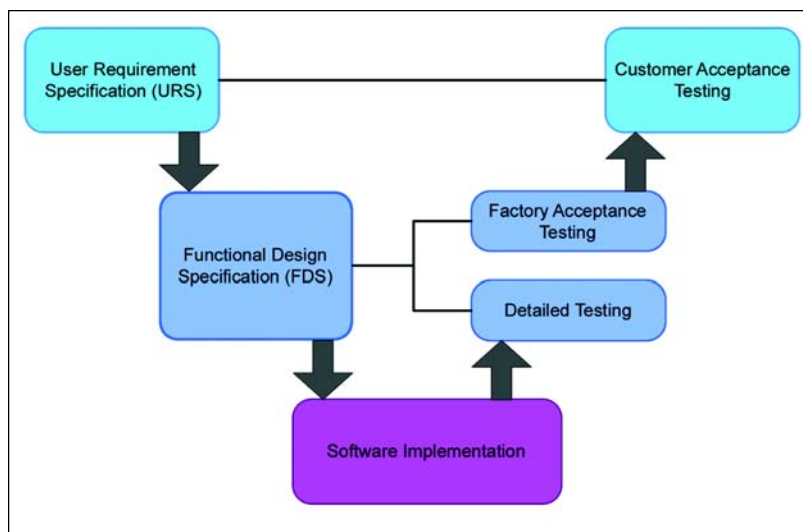 User Requirement
Specification (URS)
Customer Acceptance
Testing
Functional Design
Specification (FDS)
Factory Acceptance
Testing
Detailed Testing
Software Implementation